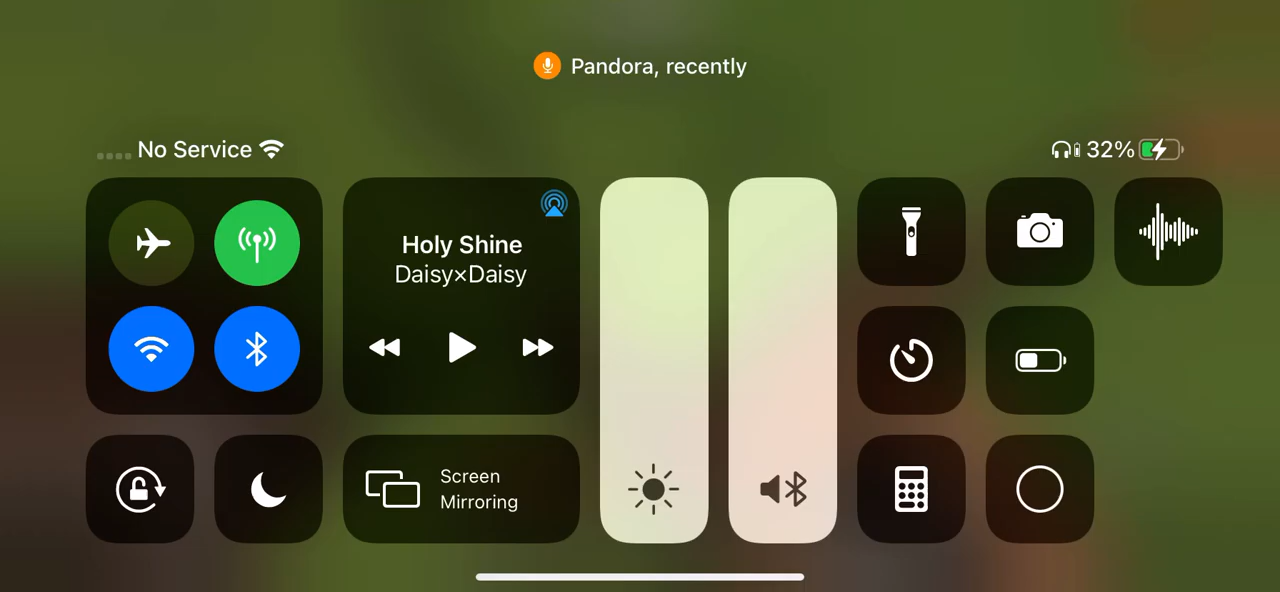 Pandora, recently
No Service
32%
Holy Shine
Daisy×Daisy
Screen
Mirroring